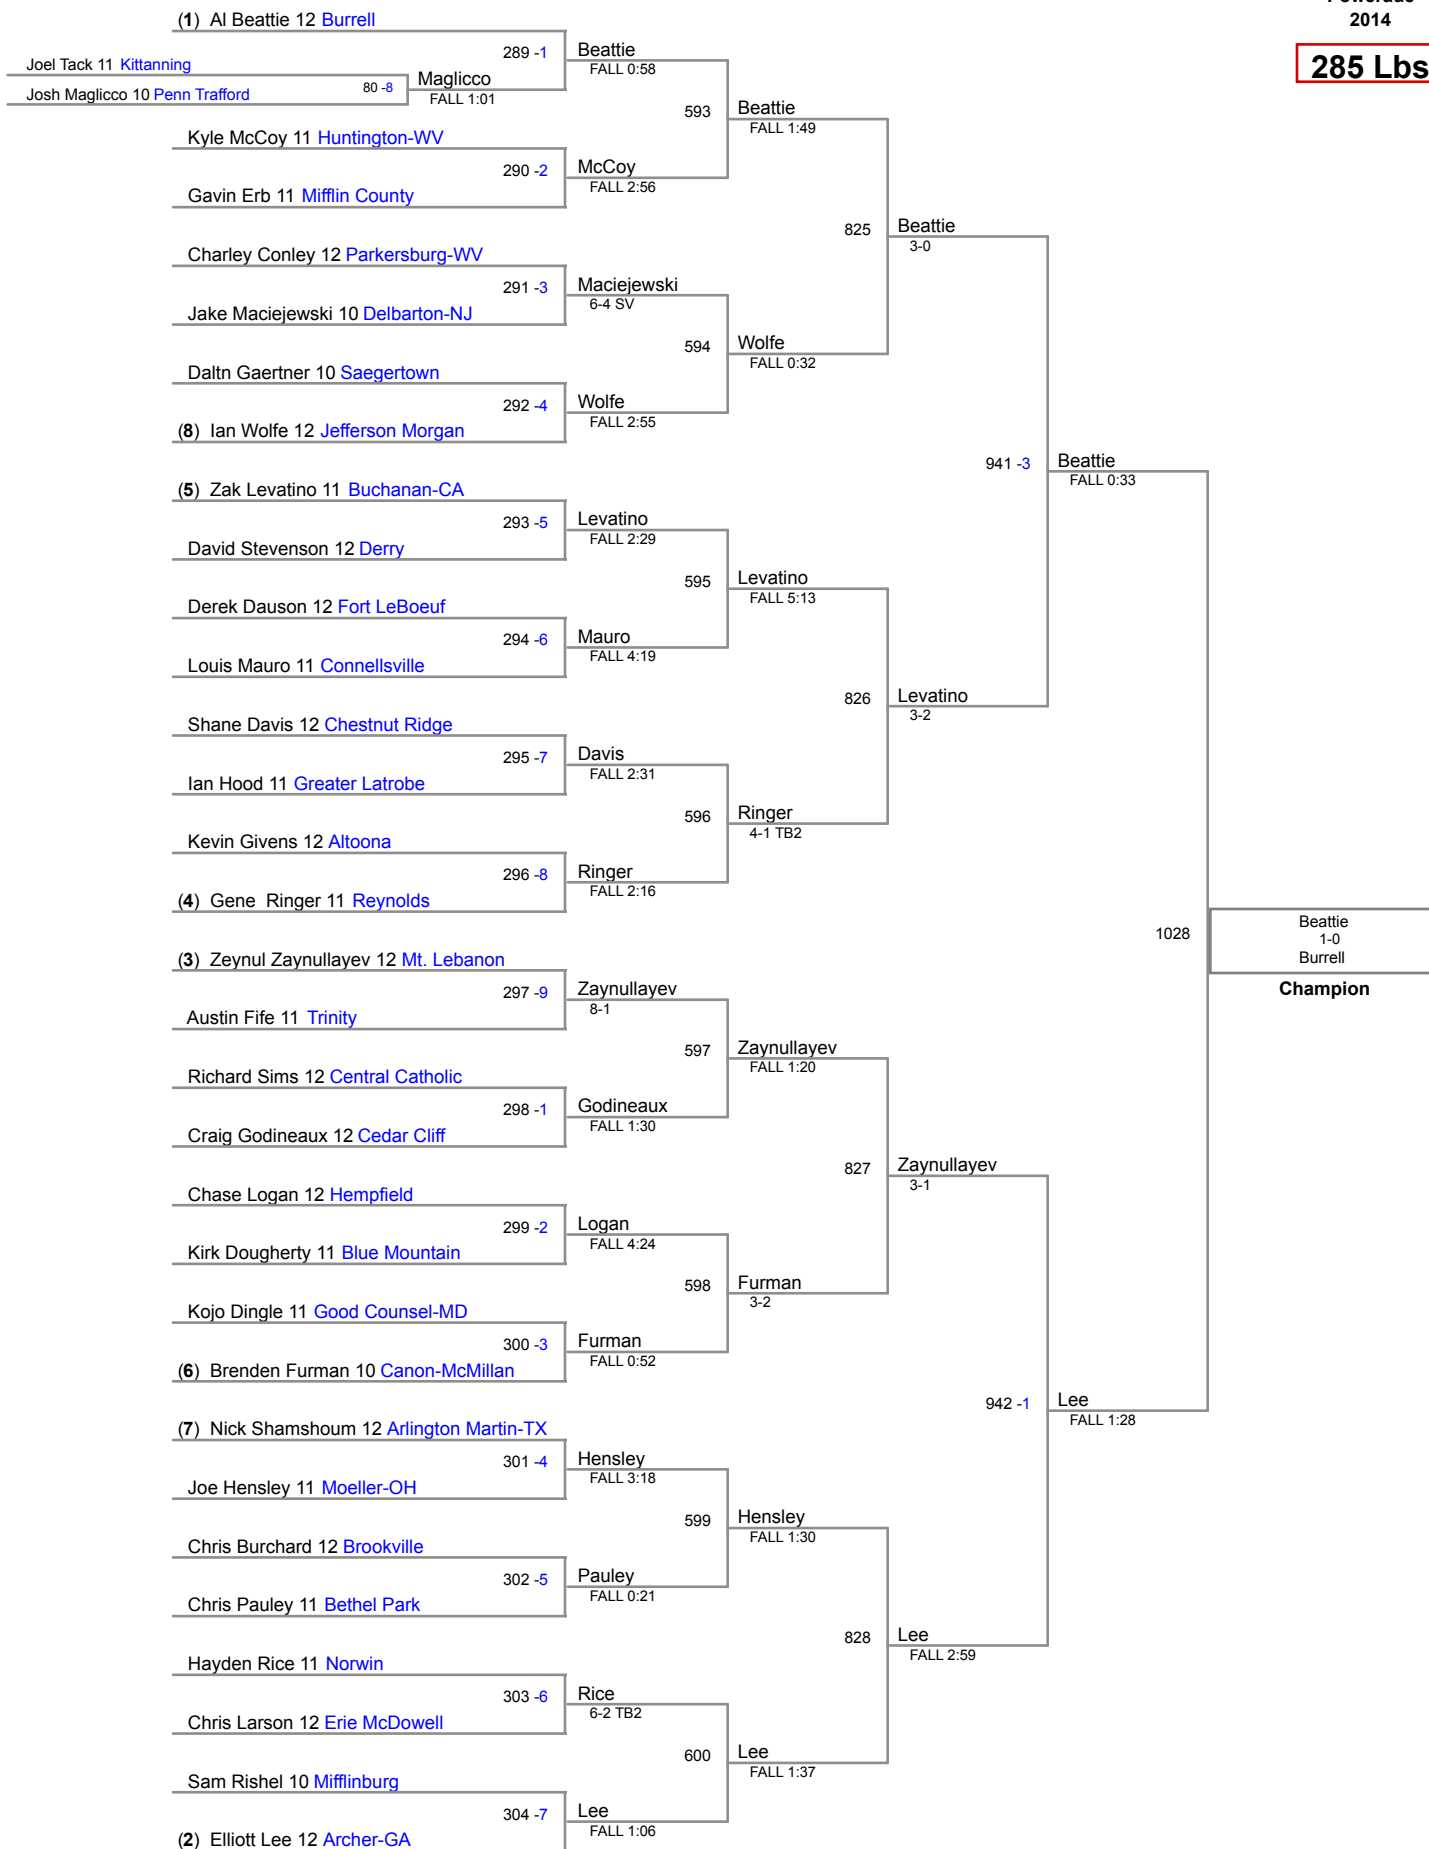 2014
285 Lbs
(1) Al Beattie 12 Burrell
289 -1
Beattie
FALL 0:58
Joel Tack 11 Kittanning
80 -8
Maglicco
FALL 1:01
Josh Maglicco 10 Penn Trafford
593
Beattie
FALL 1:49
Kyle McCoy 11 Huntington-WV
290 -2
McCoy
FALL 2:56
Gavin Erb 11 Mifflin County
825
Beattie
3-0
Charley Conley 12 Parkersburg-WV
291 -3
Maciejewski
6-4 SV
Jake Maciejewski 10 Delbarton-NJ
594
Wolfe
FALL 0:32
Daltn Gaertner 10 Saegertown
292 -4
Wolfe
FALL 2:55
(8) Ian Wolfe 12 Jefferson Morgan
941 -3
Beattie
FALL 0:33
(5) Zak Levatino 11 Buchanan-CA
293 -5
Levatino
FALL 2:29
David Stevenson 12 Derry
595
Levatino
FALL 5:13
Derek Dauson 12 Fort LeBoeuf
294 -6
Mauro
FALL 4:19
Louis Mauro 11 Connellsville
826
Levatino
3-2
Shane Davis 12 Chestnut Ridge
295 -7
Davis
FALL 2:31
Ian Hood 11 Greater Latrobe
596
Ringer
4-1 TB2
Kevin Givens 12 Altoona
296 -8
Ringer
FALL 2:16
(4) Gene Ringer 11 Reynolds
1028
Beattie
1-0
Burrell
Champion
(3) Zeynul Zaynullayev 12 Mt. Lebanon
297 -9
Zaynullayev
8-1
Austin Fife 11 Trinity
597
Zaynullayev
FALL 1:20
Richard Sims 12 Central Catholic
298 -1
Godineaux
FALL 1:30
Craig Godineaux 12 Cedar Cliff
827
Zaynullayev
3-1
Chase Logan 12 Hempfield
299 -2
Logan
FALL 4:24
Kirk Dougherty 11 Blue Mountain
598
Furman
3-2
Kojo Dingle 11 Good Counsel-MD
300 -3
Furman
FALL 0:52
(6) Brenden Furman 10 Canon-McMillan
942 -1
Lee
FALL 1:28
(7) Nick Shamshoum 12 Arlington Martin-TX
301 -4
Hensley
FALL 3:18
Joe Hensley 11 Moeller-OH
599
Hensley
FALL 1:30
Chris Burchard 12 Brookville
302 -5
Pauley
FALL 0:21
Chris Pauley 11 Bethel Park
828
Lee
FALL 2:59
Hayden Rice 11 Norwin
303 -6
Rice
6-2 TB2
Chris Larson 12 Erie McDowell
600
Lee
FALL 1:37
Sam Rishel 10 Mifflinburg
304 -7
Lee
FALL 1:06
(2) Elliott Lee 12 Archer-GA